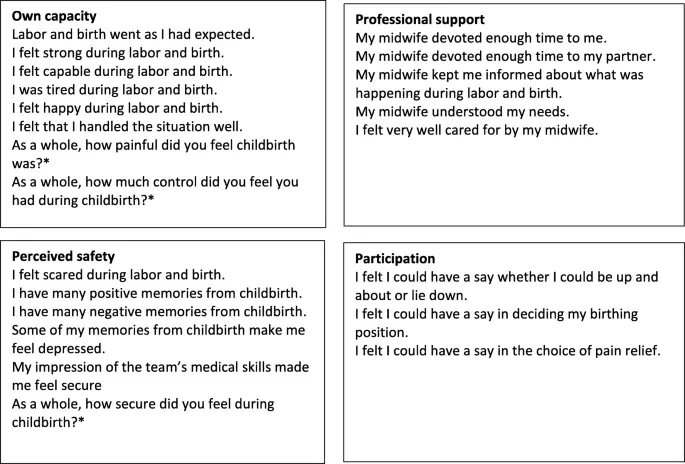 Own capacity
Labor and birth went as I had expected.
I felt strong during labor and birth.
I felt capable during labor and birth.
I was tired during labor and birth.
I felt happy during labor and birth.
I felt that I handled the situation well.
As a whole, how painful did you feel childbirth
was?*
As a whole, how much control did you feel you
had during childbirth?*
Professional support
My midwife devoted enough time to me.
My midwife devoted enough time to my partner.
My midwife kept me informed about what was
happening during labor and birth.
My midwife understood my needs.
I felt very well cared for by my midwife.
Perceived safety
I felt scared during labor and birth.
I have many positive memories from childbirth.
I have many negative memories from childbirth.
Some of my memories from childbirth make me
feel depressed.
My impression of the team’s medical skills made
me feel secure
As a whole, how secure did you feel during
childbirth?*
Participation
I felt I could have a say whether I could be up and
about or lie down.
I felt I could have a say in deciding my birthing
position.
I felt I could have a say in the choice of pain relief.